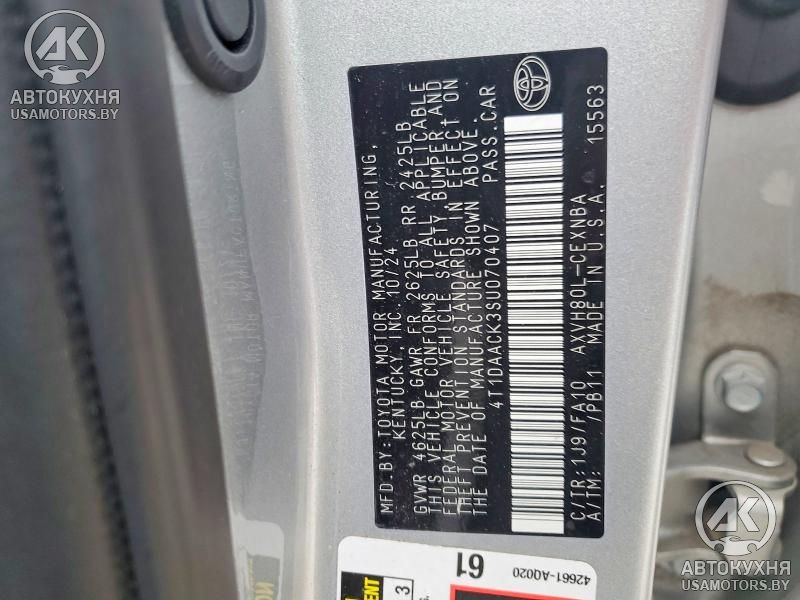 MFD.BY:TOYOTA MOTOR MANUFACTURING,
KENTUCKY, INC. 10/24
GVWR 4625LB GAWR FR 2625LB RR 2425LB
THIS VEHICLE CONFORMS TO ALL APPLICABLE
FEDERAL MOTOR VEHICLE SAFETY, BUMPER AND
THEFT PREVENTION STANDARDS IN EFFECT ON
THE DATE OF MANUFACTURE SHOWN ABOVE.
4T1DAACK3SU070407 PASS.CAR
C/TR:1J9/FA10 AXVH80L-CEXNBA
A/TM: /PB11 MADE IN U.S.A. 15563
61
42661-AQ020
3
AK
АВТОКУХНЯ
USAMOTORS.BY
AK
АВТОКУХНЯ
USAMOTORS.BY